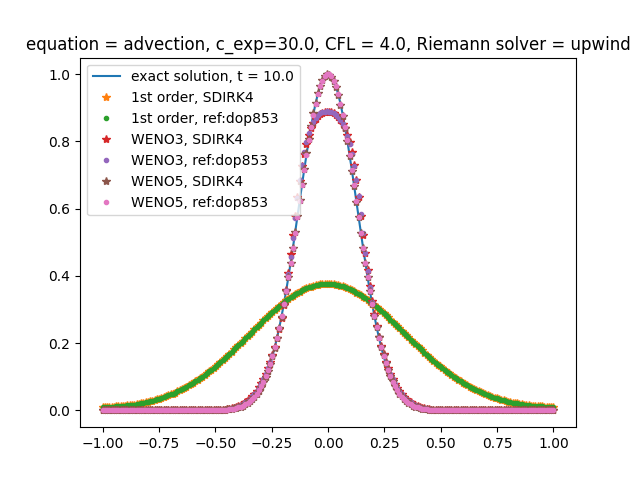 equation = advection, c_exp=30.0, CFL = 4.0, Riemann solver = upwind
exact solution, t = 10.0
1st order, SDIRK4
1st order, ref:dop853
WENO3, SDIRK4
WENO3, ref:dop853
WENO5, SDIRK4
WENO5, ref:dop853
1.0
0.8
0.6
0.4
0.2
0.0
−1.00 −0.75 −0.50 −0.25 0.00 0.25 0.50 0.75 1.00